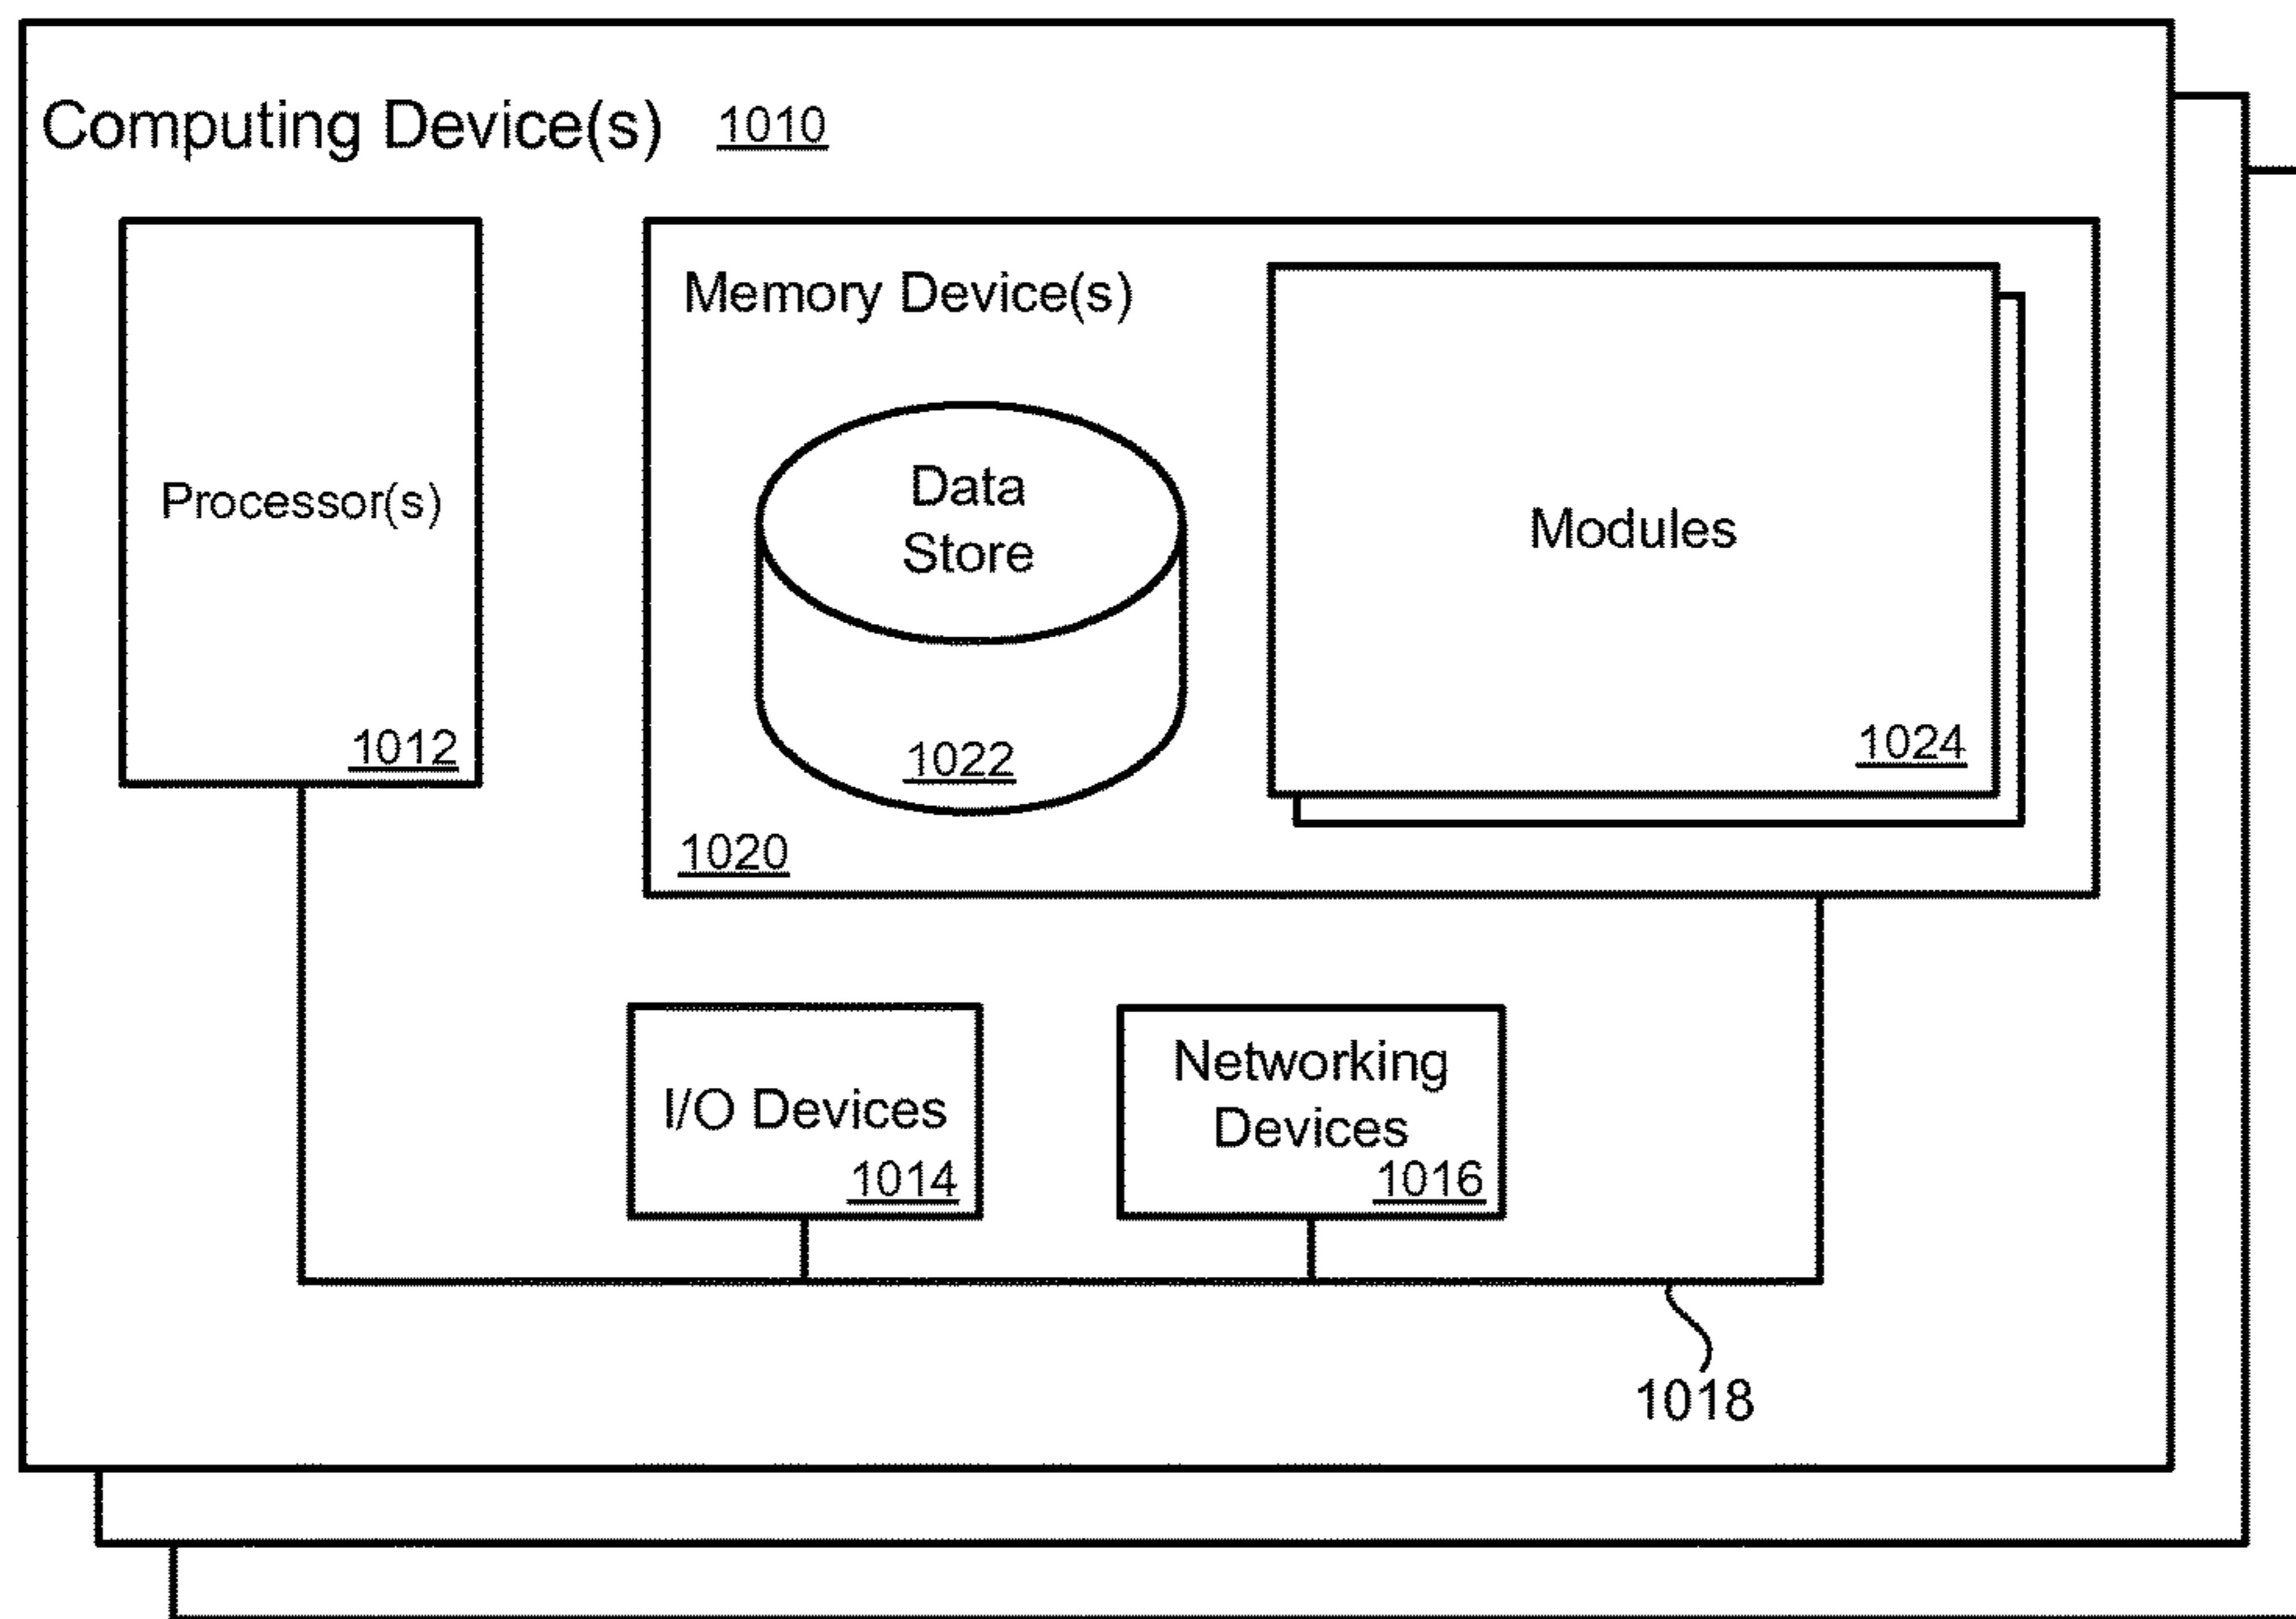 Computing Device(s) 1010
Processor(s)
1012
Memory Device(s)
Data
Store
1022
1020
Modules
1024
I/O Devices
1014
Networking
Devices
1016
1018